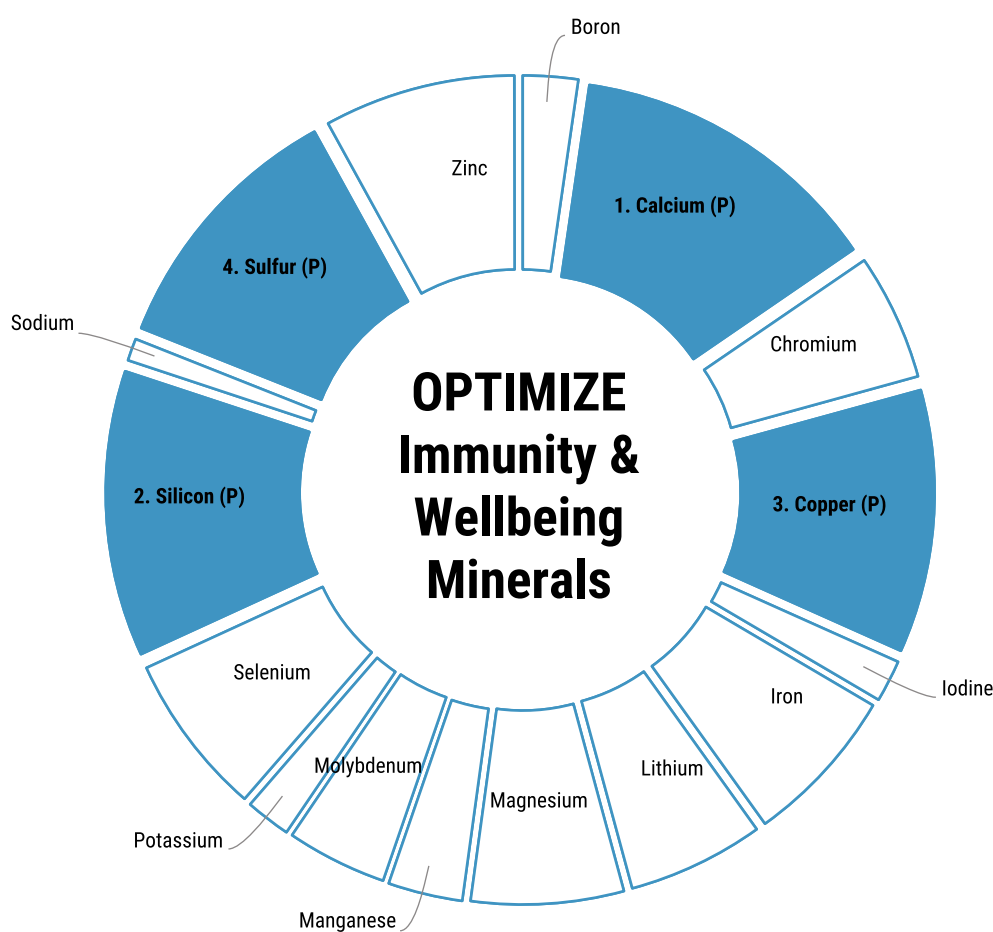 Boron
Zinc
1. Calcium (P)
4. Sulfur (P)
Sodium
Chromium
OPTIMIZE
Immunity &
Wellbeing
Minerals
2. Silicon (P)
3. Copper (P)
Selenium
Iodine
Iron
Molybdenum
Lithium
Magnesium
Potassium
Manganese